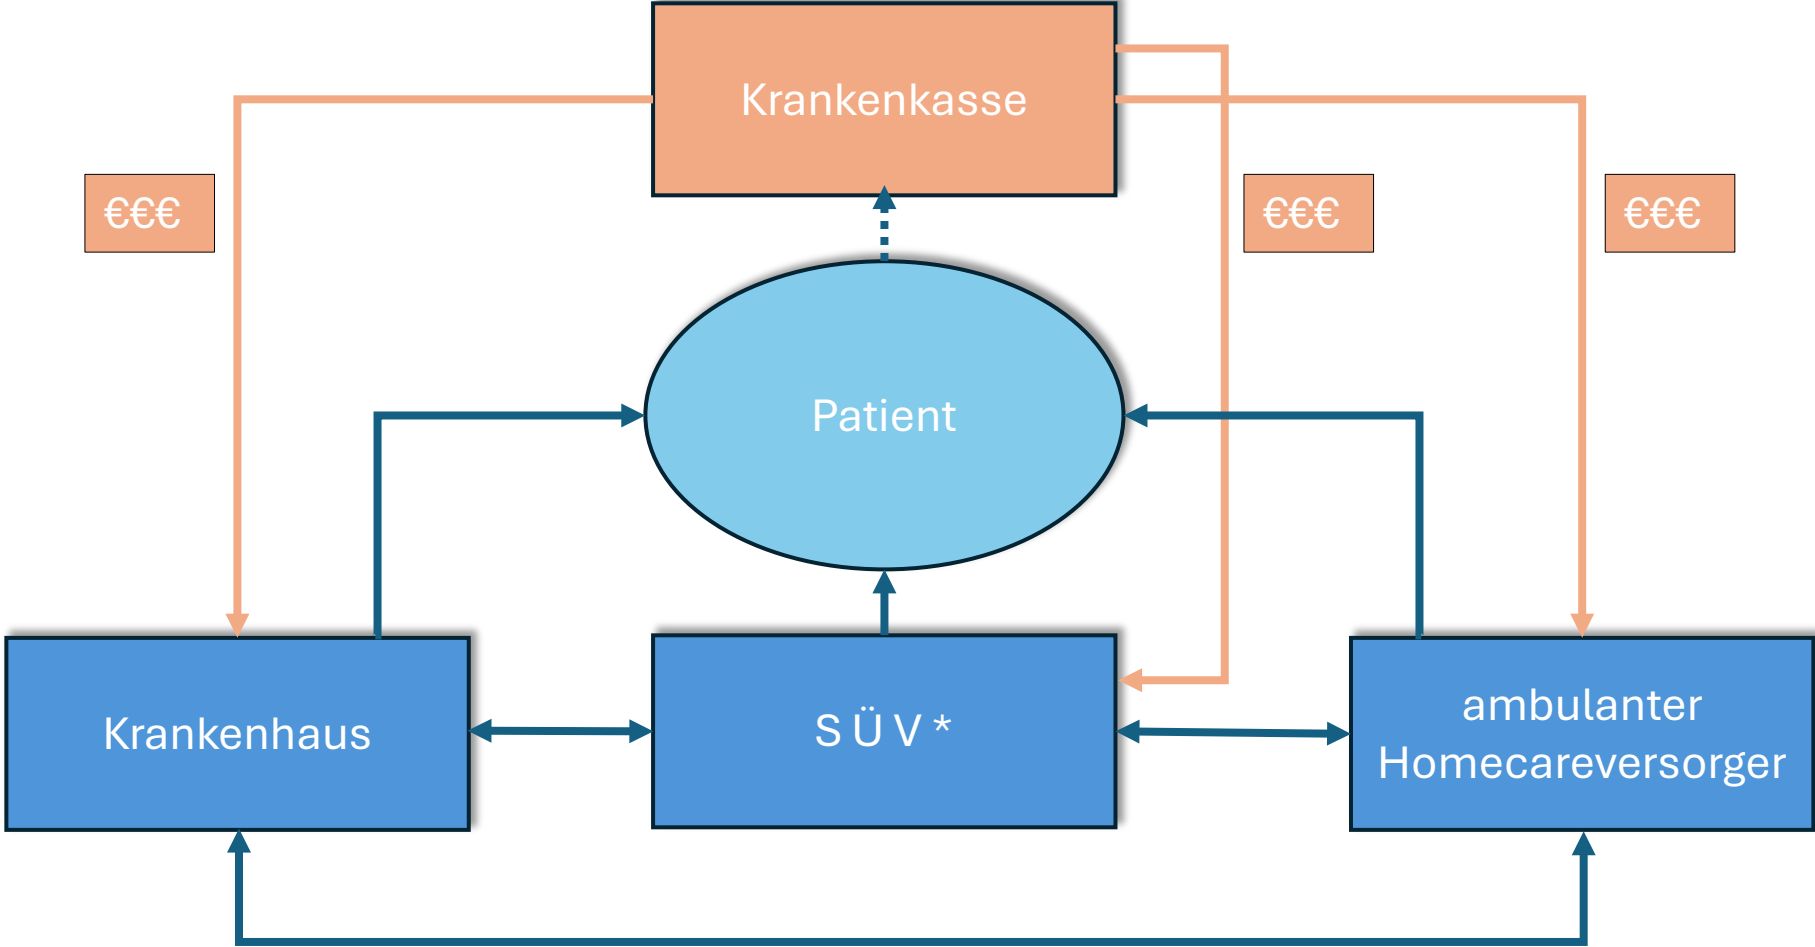 Krankenkasse
€€€
€€€
€€€
Patient
Krankenhaus
S Ü V *
ambulanter
Homecareversorger